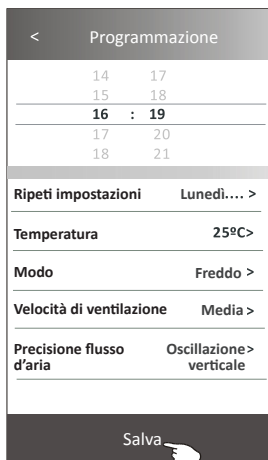 < Programmazione
14 17
15 18
16 : 19
17 20
18 21
Ripeti impostazioni Lunedì.... >
Temperatura 25ºC>
Modo Freddo >
Velocità di ventilazione Media >
Precisione flusso Oscillazione>
d'aria verticale
Salva